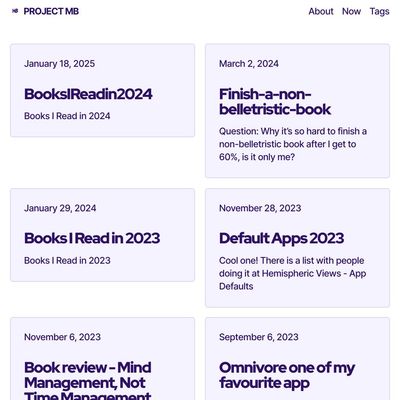 PROJECT MB
About Now Tags
January 18, 2025
BooksIReadin2024
Books I Read in 2024
March 2, 2024
Finish-a-non-
belletristic-book
Question: Why it's so hard to finish a
non-belletristic book after I get to
60%, is it only me?
January 29, 2024
Books I Read in 2023
Books I Read in 2023
November 28, 2023
Default Apps 2023
Cool one! There is a list with people
doing it at Hemispheric Views - App
Defaults
November 6, 2023
Book review - Mind
Management, Not
Time Management
September 6, 2023
Omnivore one of my
favourite app